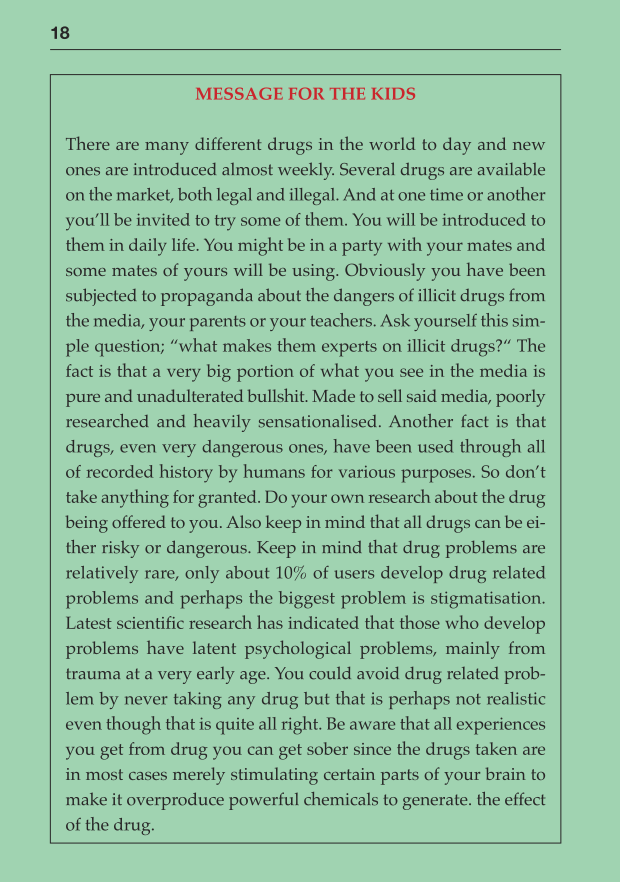 18
MESSAGE FOR THE KIDS
There are many different drugs in the world to day and new
ones are introduced almost weekly. Several drugs are available
on the market, both legal and illegal. And at one time or another
you’ll be invited to try some of them. You will be introduced to
them in daily life. You might be in a party with your mates and
some mates of yours will be using. Obviously you have been
subjected to propaganda about the dangers of illicit drugs from
the media, your parents or your teachers. Ask yourself this sim-
ple question; “what makes them experts on illicit drugs?“ The
fact is that a very big portion of what you see in the media is
pure and unadulterated bullshit. Made to sell said media, poorly
researched and heavily sensationalised. Another fact is that
drugs, even very dangerous ones, have been used through all
of recorded history by humans for various purposes. So don’t
take anything for granted. Do your own research about the drug
being offered to you. Also keep in mind that all drugs can be ei-
ther risky or dangerous. Keep in mind that drug problems are
relatively rare, only about 10% of users develop drug related
problems and perhaps the biggest problem is stigmatisation.
Latest scientific research has indicated that those who develop
problems have latent psychological problems, mainly from
trauma at a very early age. You could avoid drug related prob-
lem by never taking any drug but that is perhaps not realistic
even though that is quite all right. Be aware that all experiences
you get from drug you can get sober since the drugs taken are
in most cases merely stimulating certain parts of your brain to
make it overproduce powerful chemicals to generate. the effect
of the drug.